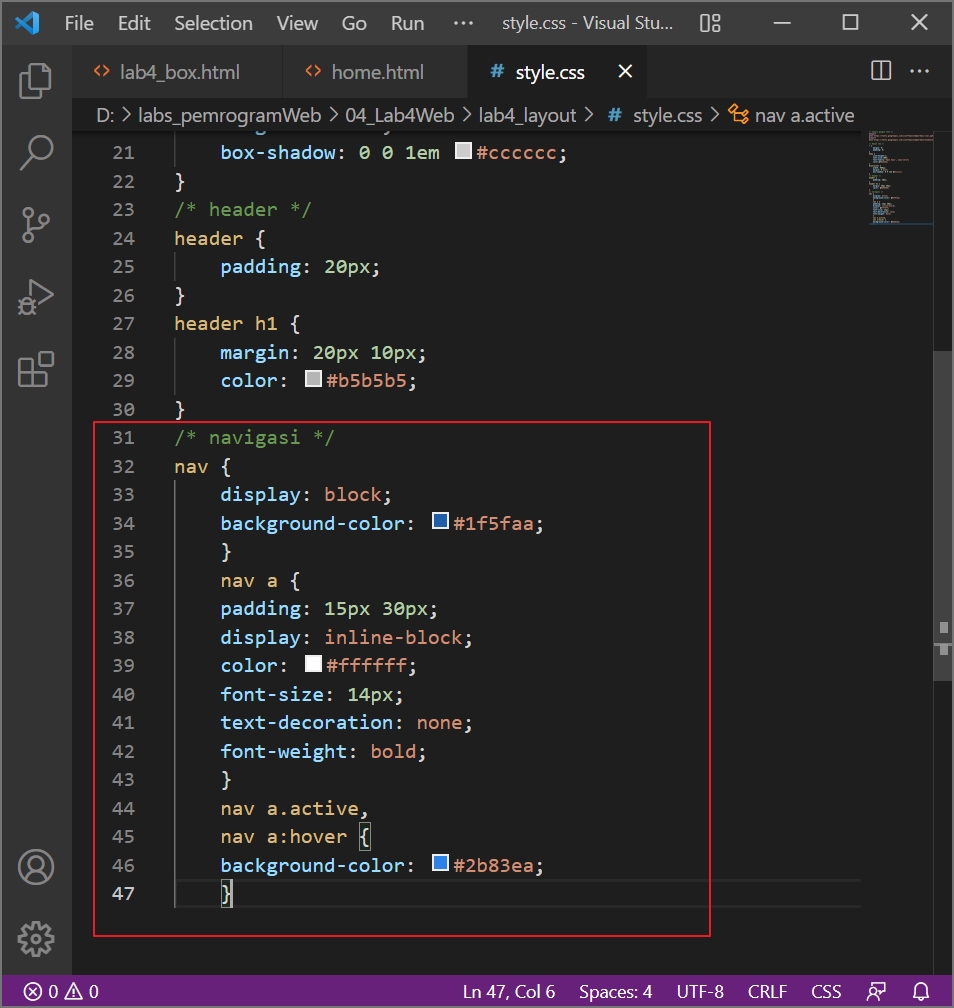 File Edit Selection View Go Run ··· style.css - Visual Stu...
lab4_box.html home.html # style.css
D: > labs_pemrogramWeb > 04_Lab4Web > lab4_layout > # style.css > nav a.active
21 box-shadow: 0 0 1em #cccccc;
22 }
23 /* header */
24 header {
25 padding: 20px;
26 }
27 header h1 {
28 margin: 20px 10px;
29 color: #b5b5b5;
30 }
31 /* navigasi */
32 nav {
33 display: block;
34 background-color: #1f5faa;
35 }
36 nav a {
37 padding: 15px 30px;
38 display: inline-block;
39 color: #ffffff;
40 font-size: 14px;
41 text-decoration: none;
42 font-weight: bold;
43 }
44 nav a.active,
45 nav a:hover {
46 background-color: #2b83ea;
47 }
0 0 Ln 47, Col 6 Spaces: 4 UTF-8 CRLF CSS